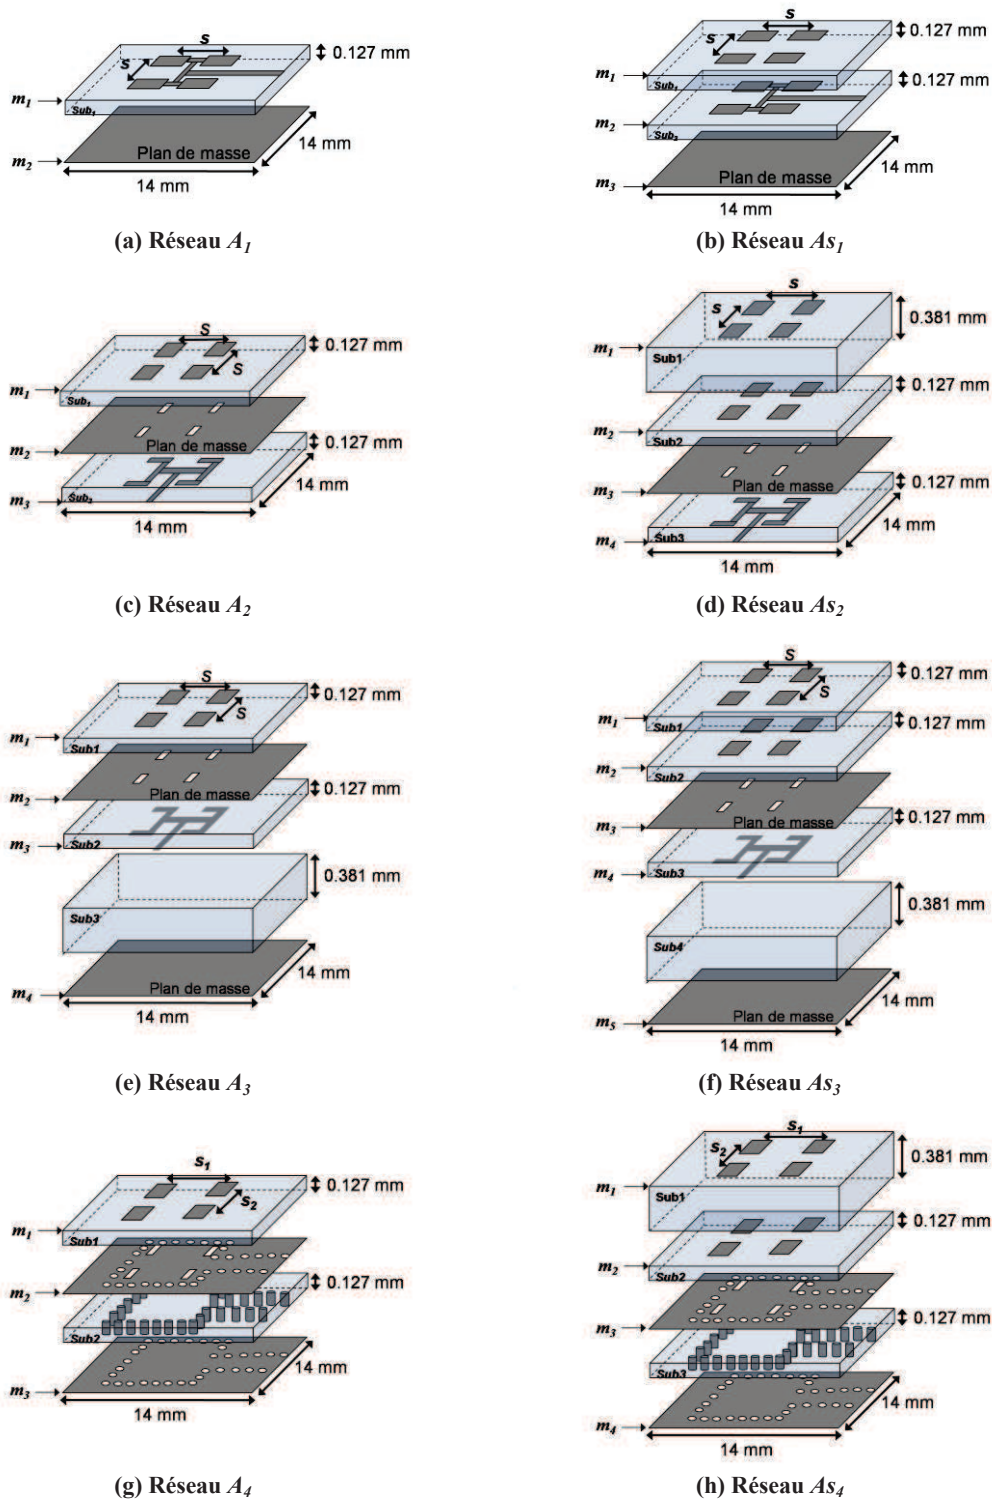 s
s
0.127 mm
m1
Sub1
Plan de masse
m2
14 mm
14 mm
(a) Réseau A1
s
s
0.127 mm
m1
Sub1
0.127 mm
m2
Sub2
Plan de masse
m3
14 mm
14 mm
(b) Réseau As1
S
S
0.127 mm
m1
Sub1
Plan de masse
m2
0.127 mm
m3
Sub2
14 mm
14 mm
(c) Réseau A2
s
s
0.381 mm
m1
Sub1
0.127 mm
m2
Sub2
Plan de masse
m3
0.127 mm
m4
Sub3
14 mm
14 mm
(d) Réseau As2
S
S
0.127 mm
m1
Sub1
Plan de masse
m2
0.127 mm
m3
Sub2
0.381 mm
Sub3
Plan de masse
m4
14 mm
14 mm
(e) Réseau A3
S
S
0.127 mm
m1
Sub1
0.127 mm
m2
Sub2
Plan de masse
m3
0.127 mm
m4
Sub3
0.381 mm
Sub4
Plan de masse
m5
14 mm
14 mm
(f) Réseau As3
s1
s2
0.127 mm
m1
Sub1
m2
0.127 mm
Sub2
m3
14 mm
14 mm
(g) Réseau A4
s1
s2
0.381 mm
m1
Sub1
0.127 mm
m2
Sub2
m3
0.127 mm
Sub3
m4
14 mm
14 mm
(h) Réseau As4